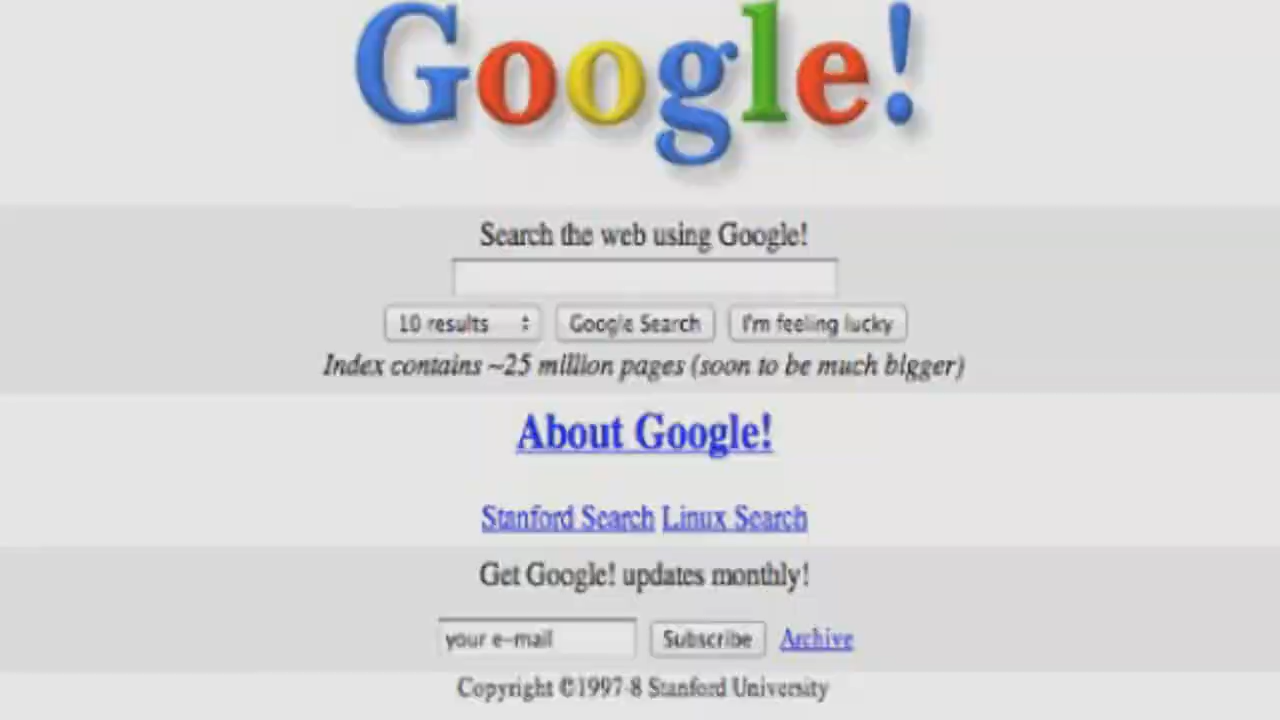 Google!
Search the web using Google!
10 results Google Search I'm feeling lucky
Index contains ~25 million pages (soon to be much bigger)
About Google!
Stanford Search Linux Search
Get Google! updates monthly!
your e-mail Subscribe Archive
Copyright ©1997-8 Stanford University